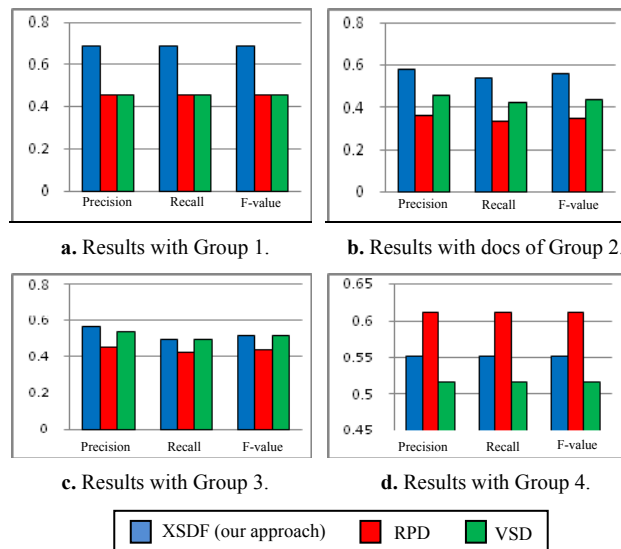 0.8
0.6
0.4
0.2
0
Precision
Recall
F-value
a. Results with Group 1.
0.8
0.6
0.4
0.2
0
Precision
Recall
F-value
b. Results with docs of Group 2.
0.8
0.6
0.4
0.2
0
Precision
Recall
F-value
c. Results with Group 3.
0.65
0.6
0.55
0.5
0.45
Precision
Recall
F-value
d. Results with Group 4.
XSDF (our approach)
RPD
VSD